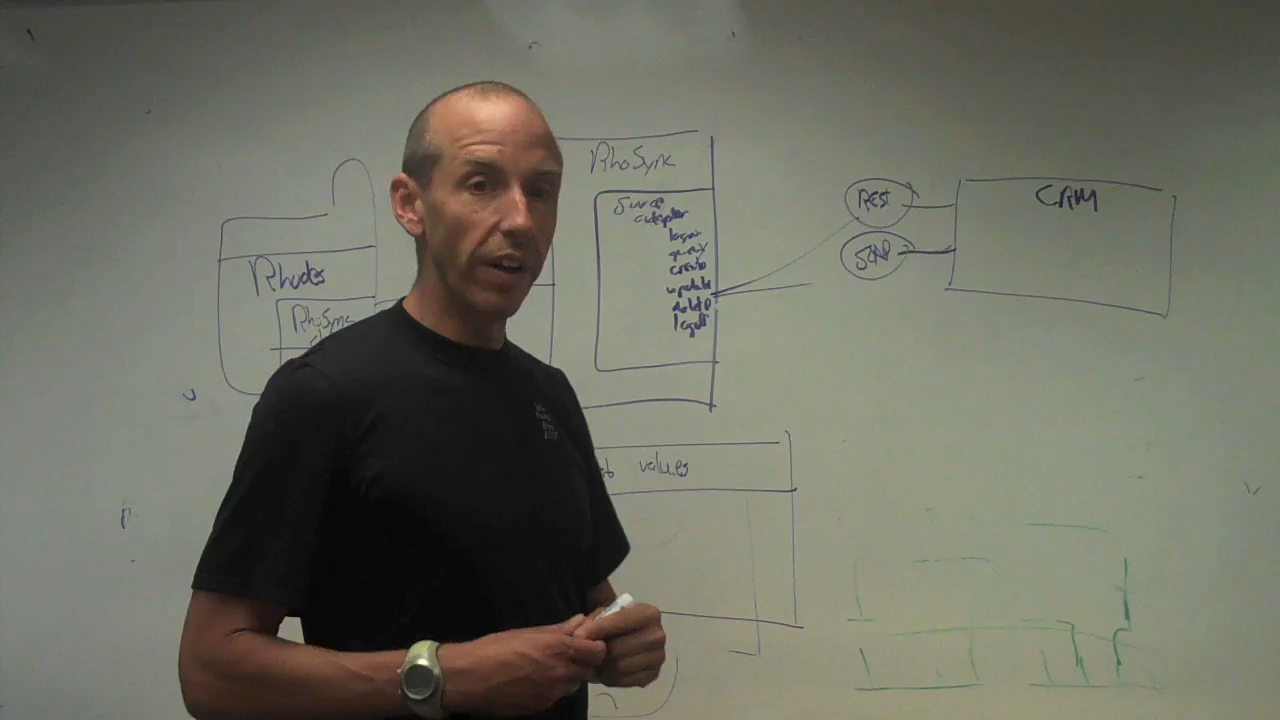 RhoSync
Source
adapter
login
query
create
update
delete
logoff
Rhodes
RhoSync
REST
SOAP
CRM
values